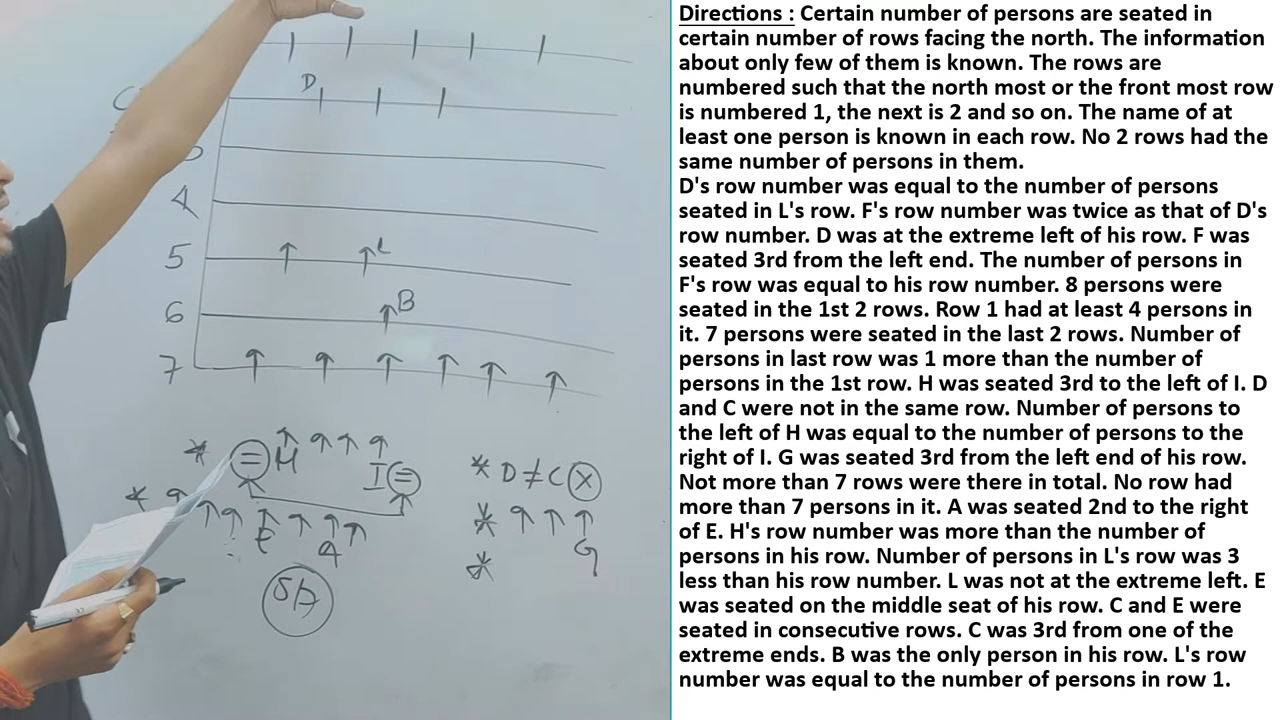 D
4
5
L
6
B
7
H
I
E
A
5/7
* D ≠ C
G
Directions : Certain number of persons are seated in
certain number of rows facing the north. The information
about only few of them is known. The rows are
numbered such that the north most or the front most row
is numbered 1, the next is 2 and so on. The name of at
least one person is known in each row. No 2 rows had the
same number of persons in them.
D's row number was equal to the number of persons
seated in L's row. F's row number was twice as that of D's
row number. D was at the extreme left of his row. F was
seated 3rd from the left end. The number of persons in
F's row was equal to his row number. 8 persons were
seated in the 1st 2 rows. Row 1 had at least 4 persons in
it. 7 persons were seated in the last 2 rows. Number of
persons in last row was 1 more than the number of
persons in the 1st row. H was seated 3rd to the left of I. D
and C were not in the same row. Number of persons to
the left of H was equal to the number of persons to the
right of I. G was seated 3rd from the left end of his row.
Not more than 7 rows were there in total. No row had
more than 7 persons in it. A was seated 2nd to the right
of E. H's row number was more than the number of
persons in his row. Number of persons in L's row was 3
less than his row number. L was not at the extreme left. E
was seated on the middle seat of his row. C and E were
seated in consecutive rows. C was 3rd from one of the
extreme ends. B was the only person in his row. L's row
number was equal to the number of persons in row 1.